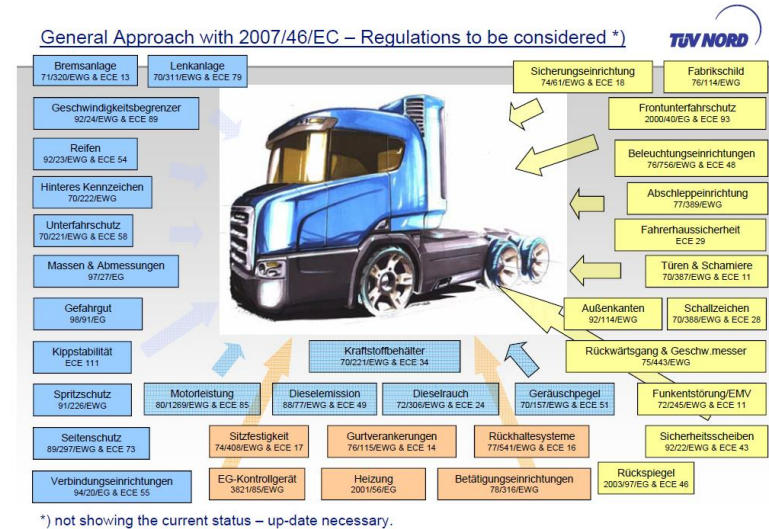 General Approach with 2007/46/EC – Regulations to be considered *)
TÜV NORD
Bremsanlage
71/320/EWG & ECE 13
Lenkanlage
70/311/EWG & ECE 79
Sicherungseinrichtung
74/61/EWG & ECE 18
Fabrikschild
76/114/EWG
Geschwindigkeitsbegrenzer
92/24/EWG & ECE 89
Frontunterfahrschutz
2000/40/EG & ECE 93
Reifen
92/23/EWG & ECE 54
Beleuchtungseinrichtungen
76/756/EWG & ECE 48
Hinteres Kennzeichen
70/222/EWG
Abschleppeinrichtung
77/389/EWG
Unterfahrschutz
70/221/EWG & ECE 58
Fahrerhaussicherheit
ECE 29
Massen & Abmessungen
97/27/EG
Türen & Scharniere
70/387/EWG & ECE 11
Gefahrgut
98/91/EG
Außenkanten
92/114/EWG
Schallzeichen
70/388/EWG & ECE 28
Kippstabilität
ECE 111
Kraftstoffbehälter
70/221/EWG & ECE 34
Rückwärtsgang & Geschw.messer
75/443/EWG
Spritzschutz
91/226/EWG
Motorleistung
80/1269/EWG & ECE 85
Dieselemission
88/77/EWG & ECE 49
Dieselrauch
72/306/EWG & ECE 24
Geräuschpegel
70/157/EWG & ECE 51
Funkentstörung/EMV
72/245/EWG & ECE 11
Seitenschutz
89/297/EWG & ECE 73
Sitzfestigkeit
74/408/EWG & ECE 17
Gurtverankerungen
76/115/EWG & ECE 14
Rückhaltesysteme
77/541/EWG & ECE 16
Sicherheitsscheiben
92/22/EWG & ECE 43
Verbindungseinrichtungen
94/20/EG & ECE 55
EG-Kontrollgerät
3821/85/EWG
Heizung
2001/56/EG
Betätigungseinrichtungen
78/316/EWG
Rückspiegel
2003/97/EG & ECE 46
*) not showing the current status – up-date necessary.